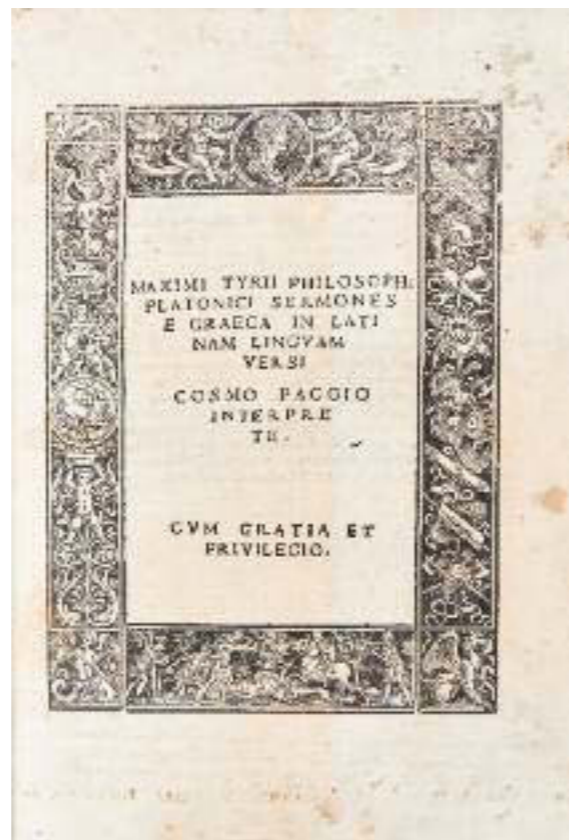 MAXIMI TYRII PHILOSOPHI
PLATONICI SERMONES
E GRAECA IN LATI
NAM LINGVAM
VERSI
COSMO PACCIO
INTERPRE
TE.
CVM GRATIA ET
PRIVILEGIO.